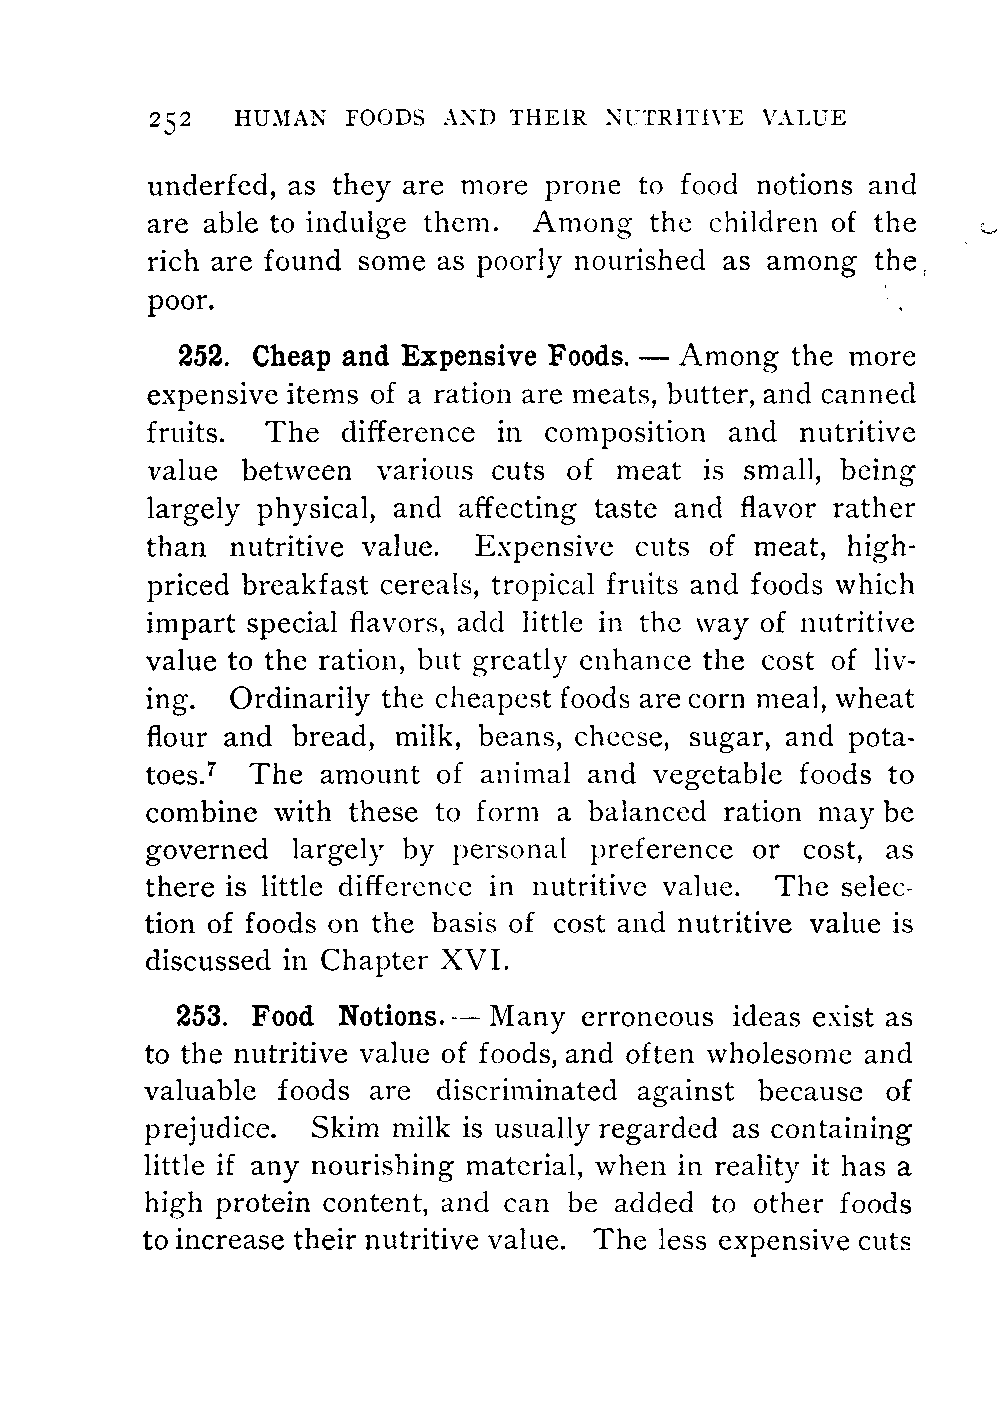 252 HUMAN FOODS AND THEIR NUTRITIVE VALUE
underfed, as they are more prone to food notions and
are able to indulge them. Among the children of the
rich are found some as poorly nourished as among the
poor.
252. Cheap and Expensive Foods. — Among the more
expensive items of a ration are meats, butter, and canned
fruits. The difference in composition and nutritive
value between various cuts of meat is small, being
largely physical, and affecting taste and flavor rather
than nutritive value. Expensive cuts of meat, high-
priced breakfast cereals, tropical fruits and foods which
impart special flavors, add little in the way of nutritive
value to the ration, but greatly enhance the cost of liv-
ing. Ordinarily the cheapest foods are corn meal, wheat
flour and bread, milk, beans, cheese, sugar, and pota-
toes.7 The amount of animal and vegetable foods to
combine with these to form a balanced ration may be
governed largely by personal preference or cost, as
there is little difference in nutritive value. The selec-
tion of foods on the basis of cost and nutritive value is
discussed in Chapter XVI.
253. Food Notions. — Many erroneous ideas exist as
to the nutritive value of foods, and often wholesome and
valuable foods are discriminated against because of
prejudice. Skim milk is usually regarded as containing
little if any nourishing material, when in reality it has a
high protein content, and can be added to other foods
to increase their nutritive value. The less expensive cuts